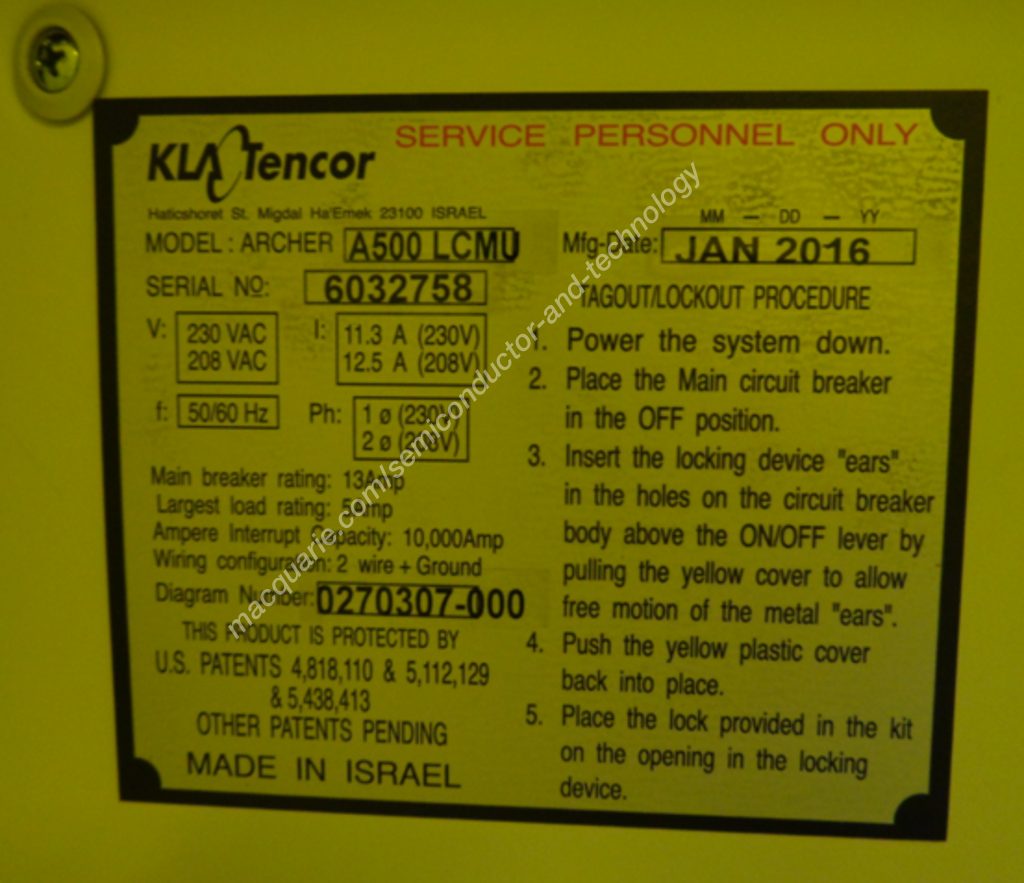 SERVICE PERSONNEL ONLY
KLA Tencor
Haticshoret St. Migdal Ha'Emek 23100 ISRAEL
MODEL: ARCHER A500 LCMU
SERIAL NO: 6032758
V: 230 VAC
208 VAC
I: 11.3 A (230V)
12.5 A (208V)
f: 50/60 Hz
Ph: 1 ø (230V)
2 ø (208V)
Main breaker rating: 13Amp
Largest load rating: 5Amp
Ampere Interrupt Capacity: 10,000Amp
Wiring configuration: 2 wire + Ground
Diagram Number: 0270307-000
THIS PRODUCT IS PROTECTED BY
U.S. PATENTS 4,818,110 & 5,112,129
& 5,438,413
OTHER PATENTS PENDING
MADE IN ISRAEL
MM - DD - YY
Mfg-Date: JAN 2016
TAGOUT/LOCKOUT PROCEDURE
1. Power the system down.
2. Place the Main circuit breaker
in the OFF position.
3. Insert the locking device "ears"
in the holes on the circuit breaker
body above the ON/OFF lever by
pulling the yellow cover to allow
free motion of the metal "ears".
4. Push the yellow plastic cover
back into place.
5. Place the lock provided in the kit
on the opening in the locking
device.
macquarie.com/semiconductor-and-technology